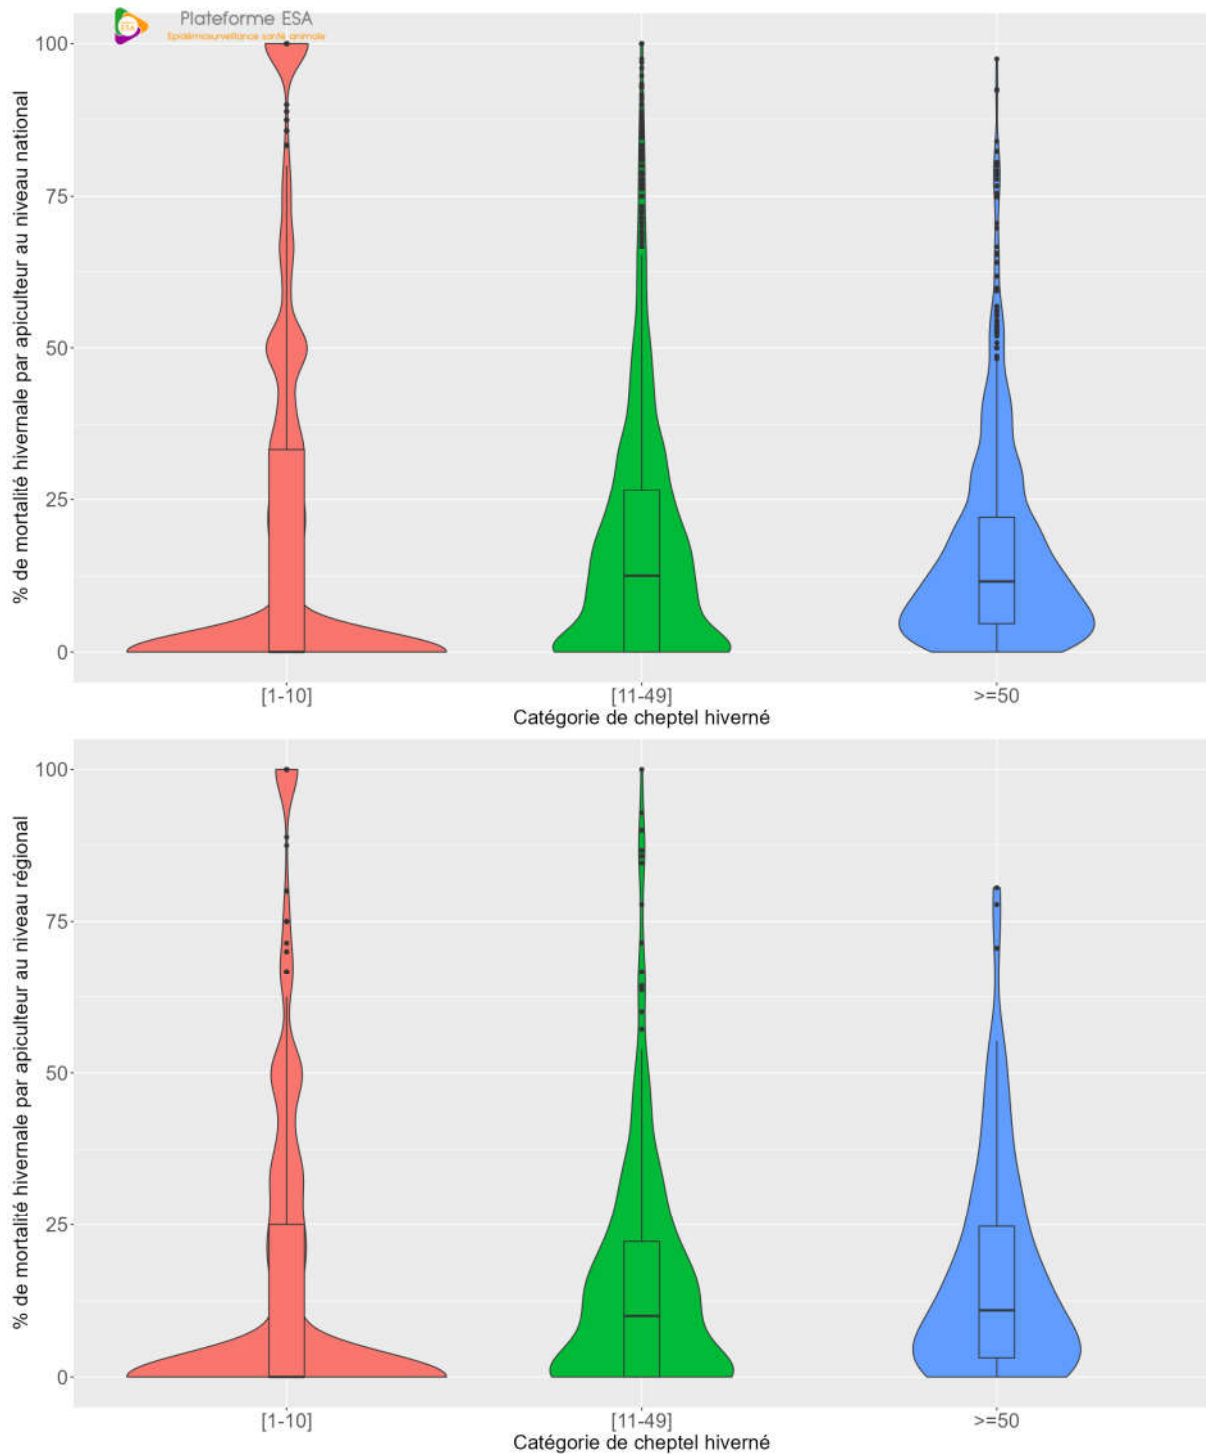 Plateforme ESA
ESA
Epidémiosurveillance santé animale
% de mortalité hivernale par apiculteur au niveau national
100
75
50
25
0
[1-10]
[11-49]
>=50
Catégorie de cheptel hiverné
% de mortalité hivernale par apiculteur au niveau régional
100
75
50
25
0
[1-10]
[11-49]
>=50
Catégorie de cheptel hiverné